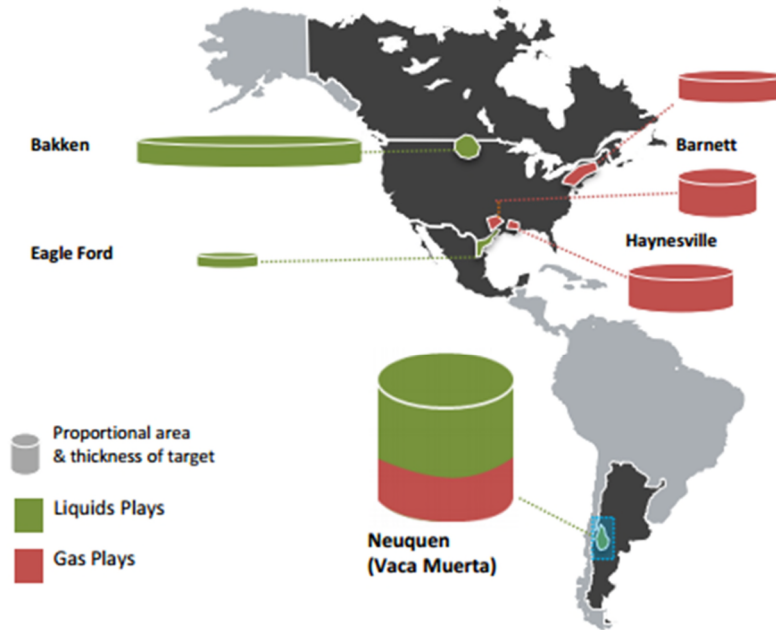 Bakken
Barnett
Eagle Ford
Haynesville
Proportional area
& thickness of target
Liquids Plays
Gas Plays
Neuquen
(Vaca Muerta)